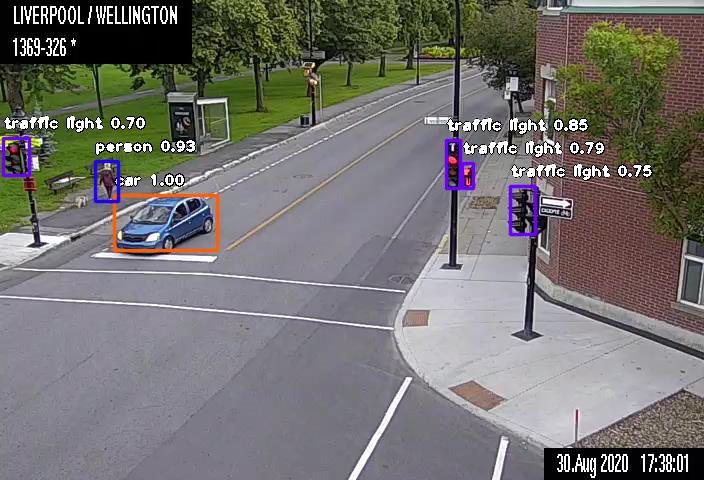 LIVERPOOL / WELLINGTON
1369-326 *
traffic light 0.70
person 0.93
car 1.00
traffic light 0.85
traffic light 0.79
traffic light 0.75
30.Aug 2020 17:38:01